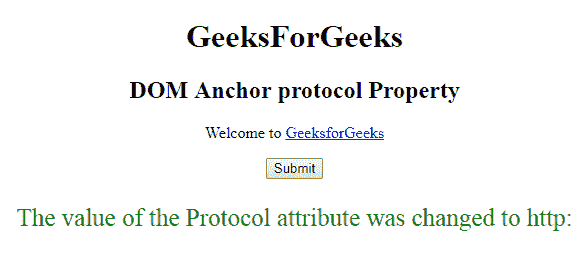 GeeksForGeeks
DOM Anchor protocol Property
Welcome to GeeksforGeeks
Submit
The value of the Protocol attribute was changed to http: